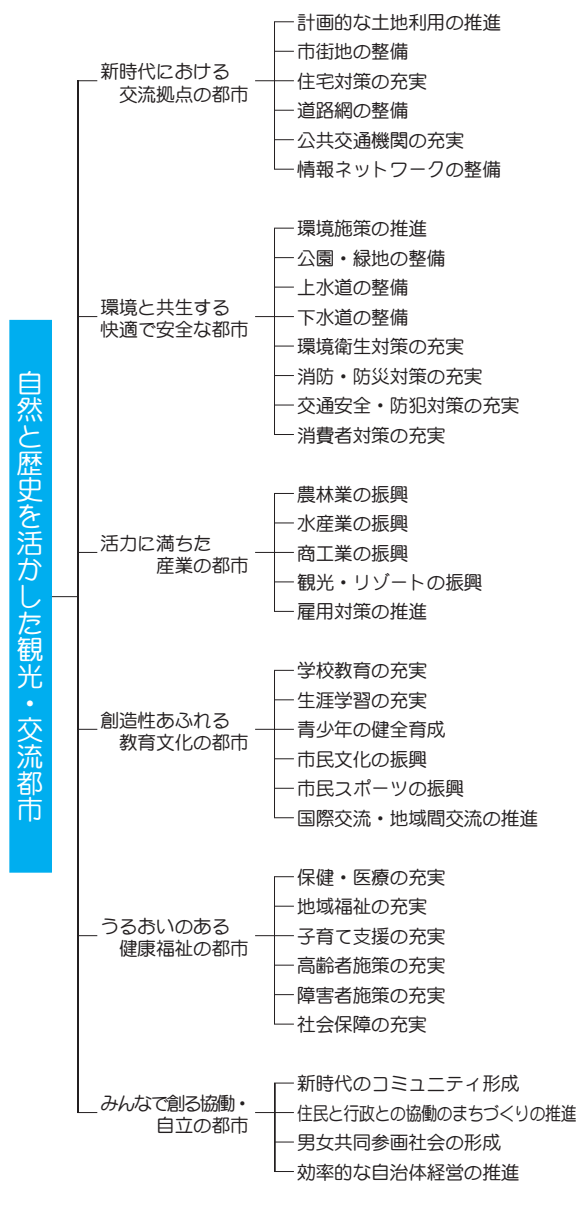 自然と歴史を活かした観光・交流都市
新時代における
交流拠点の都市
計画的な土地利用の推進
市街地の整備
住宅対策の充実
道路網の整備
公共交通機関の充実
情報ネットワークの整備
環境と共生する
快適で安全な都市
環境施策の推進
公園・緑地の整備
上水道の整備
下水道の整備
環境衛生対策の充実
消防・防災対策の充実
交通安全・防犯対策の充実
消費者対策の充実
活力に満ちた
産業の都市
農林業の振興
水産業の振興
商工業の振興
観光・リゾートの振興
雇用対策の推進
創造性あふれる
教育文化の都市
学校教育の充実
生涯学習の充実
青少年の健全育成
市民文化の振興
市民スポーツの振興
国際交流・地域間交流の推進
うるおいのある
健康福祉の都市
保健・医療の充実
地域福祉の充実
子育て支援の充実
高齢者施策の充実
障害者施策の充実
社会保障の充実
みんなで創る協働・
自立の都市
新時代のコミュニティ形成
住民と行政との協働のまちづくりの推進
男女共同参画社会の形成
効率的な自治体経営の推進